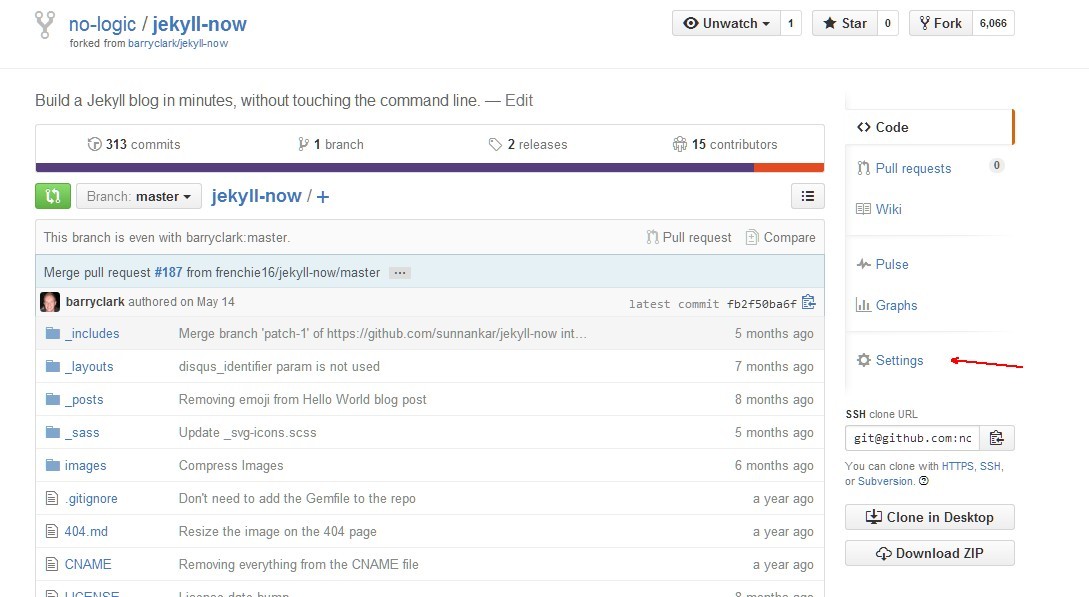 no-logic / jekyll-now
forked from barryclark/jekyll-now
Unwatch 1 Star 0 Fork 6,066
Build a Jekyll blog in minutes, without touching the command line. — Edit
313 commits 1 branch 2 releases 15 contributors
Branch: master jekyll-now / +
This branch is even with barryclark:master. Pull request Compare
Merge pull request #187 from frenchie16/jekyll-now/master ...
barryclark authored on May 14 latest commit fb2f50ba6f
_includes Merge branch 'patch-1' of https://github.com/sunnankar/jekyll-now int… 5 months ago
_layouts disqus_identifier param is not used 7 months ago
_posts Removing emoji from Hello World blog post 8 months ago
_sass Update _svg-icons.scss 5 months ago
images Compress Images 6 months ago
.gitignore Don't need to add the Gemfile to the repo a year ago
404.md Resize the image on the 404 page a year ago
CNAME Removing everything from the CNAME file a year ago
LICENSE License date bump 8 months ago
Code
Pull requests 0
Wiki
Pulse
Graphs
Settings
SSH clone URL
git@github.com:nc
You can clone with HTTPS, SSH,
or Subversion.
Clone in Desktop
Download ZIP